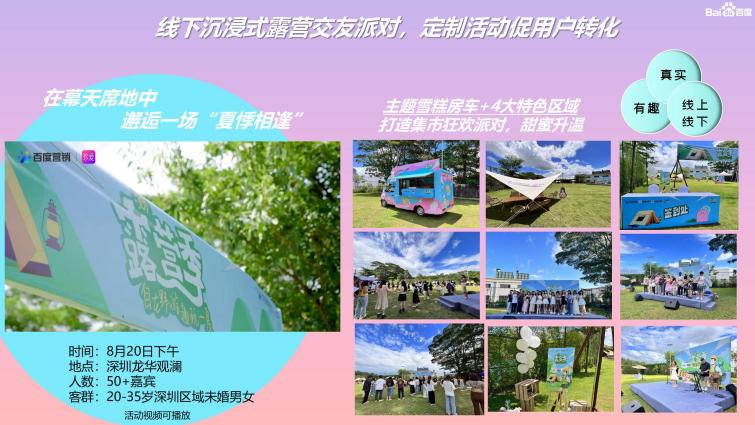 Bai百度
线下沉浸式露营交友派对，定制活动促用户转化
真实
有趣
线上
线下
在幕天席地中
邂逅一场“夏悸相逢”
主题雪糕房车+4大特色区域
打造集市狂欢派对，甜蜜升温
百度营销
露营季
签到处
时间：8月20日下午
地点：深圳龙华观澜
人数：50+嘉宾
客群：20-35岁深圳区域未婚男女
活动视频可播放